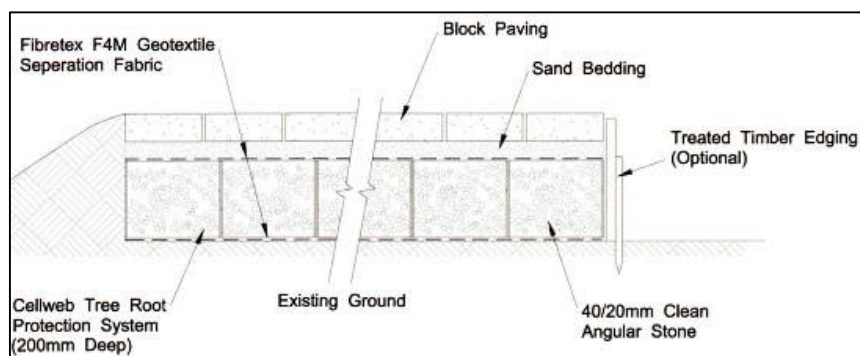 Fibretex F4M Geotextile
Seperation Fabric
Block Paving
Sand Bedding
Treated Timber Edging
(Optional)
Cellweb Tree Root
Protection System
(200mm Deep)
Existing Ground
40/20mm Clean
Angular Stone